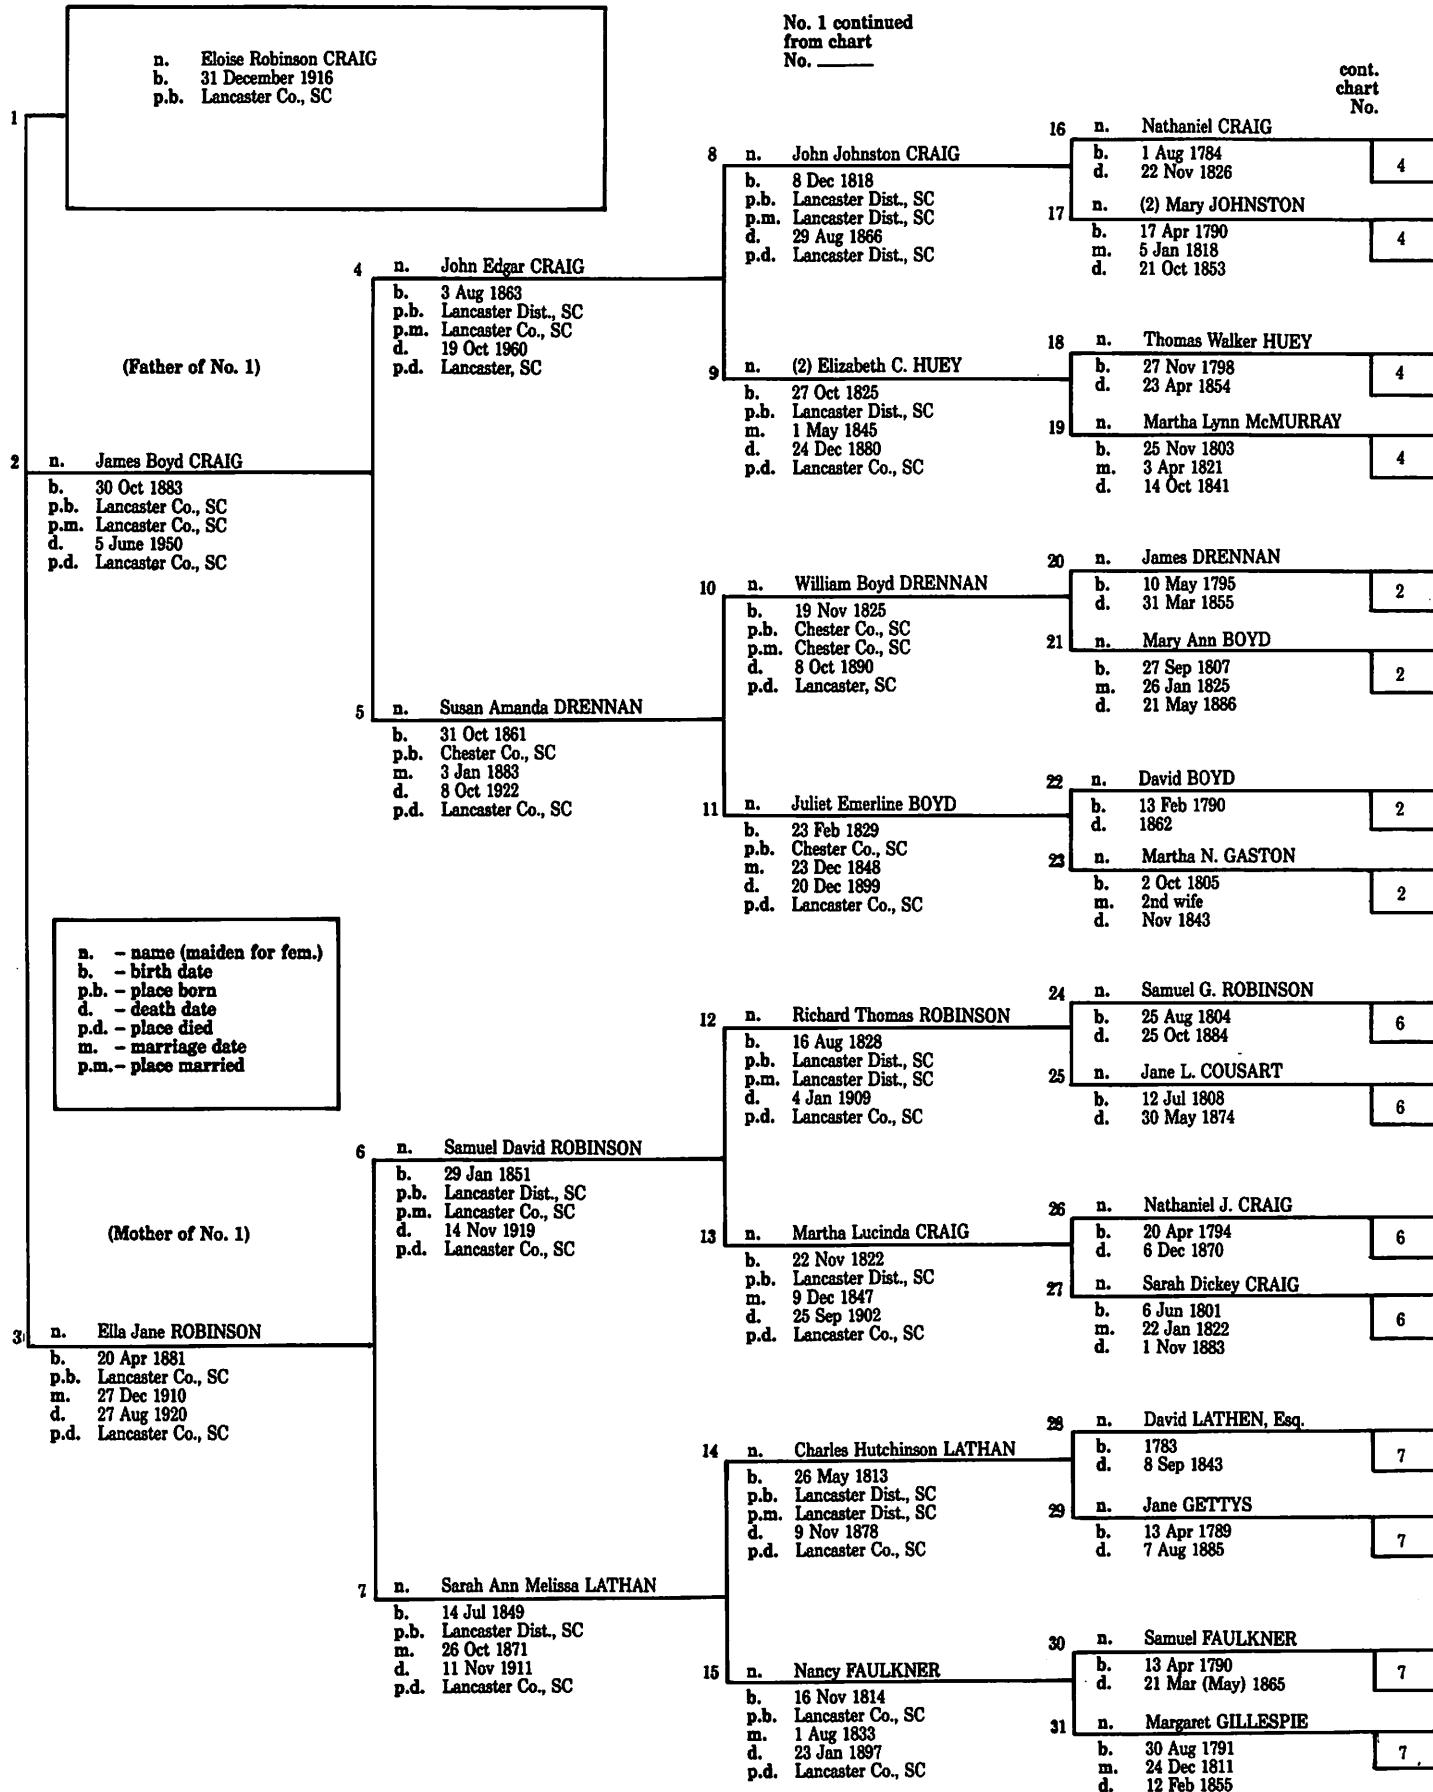 n. Eloise Robinson CRAIG
b. 31 December 1916
p.b. Lancaster Co., SC
1
No. 1 continued
from chart
No. ____
cont.
chart
No.
(Father of No. 1)
2 n. James Boyd CRAIG
b. 30 Oct 1883
p.b. Lancaster Co., SC
p.m. Lancaster Co., SC
d. 5 June 1950
p.d. Lancaster Co., SC
n. – name (maiden for fem.)
b. – birth date
p.b. – place born
d. – death date
p.d. – place died
m. – marriage date
p.m. – place married
(Mother of No. 1)
3 n. Ella Jane ROBINSON
b. 20 Apr 1881
p.b. Lancaster Co., SC
m. 27 Dec 1910
d. 27 Aug 1920
p.d. Lancaster Co., SC
4 n. John Edgar CRAIG
b. 3 Aug 1863
p.b. Lancaster Dist., SC
p.m. Lancaster Co., SC
d. 19 Oct 1960
p.d. Lancaster, SC
5 n. Susan Amanda DRENNAN
b. 31 Oct 1861
p.b. Chester Co., SC
m. 3 Jan 1883
d. 8 Oct 1922
p.d. Lancaster Co., SC
6 n. Samuel David ROBINSON
b. 29 Jan 1851
p.b. Lancaster Dist., SC
p.m. Lancaster Co., SC
d. 14 Nov 1919
p.d. Lancaster Co., SC
7 n. Sarah Ann Melissa LATHAN
b. 14 Jul 1849
p.b. Lancaster Dist., SC
m. 26 Oct 1871
d. 11 Nov 1911
p.d. Lancaster Co., SC
8 n. John Johnston CRAIG
b. 8 Dec 1818
p.b. Lancaster Dist., SC
p.m. Lancaster Dist., SC
d. 29 Aug 1866
p.d. Lancaster Dist., SC
9 n. (2) Elizabeth C. HUEY
b. 27 Oct 1825
p.b. Lancaster Dist., SC
m. 1 May 1845
d. 24 Dec 1880
p.d. Lancaster Co., SC
10 n. William Boyd DRENNAN
b. 19 Nov 1825
p.b. Chester Co., SC
p.m. Chester Co., SC
d. 8 Oct 1890
p.d. Lancaster, SC
11 n. Juliet Emerline BOYD
b. 23 Feb 1829
p.b. Chester Co., SC
m. 23 Dec 1848
d. 20 Dec 1899
p.d. Lancaster Co., SC
12 n. Richard Thomas ROBINSON
b. 16 Aug 1828
p.b. Lancaster Dist., SC
p.m. Lancaster Dist., SC
d. 4 Jan 1909
p.d. Lancaster Co., SC
13 n. Martha Lucinda CRAIG
b. 22 Nov 1822
p.b. Lancaster Dist., SC
m. 9 Dec 1847
d. 25 Sep 1902
p.d. Lancaster Co., SC
14 n. Charles Hutchinson LATHAN
b. 26 May 1813
p.b. Lancaster Dist., SC
p.m. Lancaster Dist., SC
d. 9 Nov 1878
p.d. Lancaster Co., SC
15 n. Nancy FAULKNER
b. 16 Nov 1814
p.b. Lancaster Co., SC
m. 1 Aug 1833
d. 23 Jan 1897
p.d. Lancaster Co., SC
16 n. Nathaniel CRAIG
b. 1 Aug 1784
d. 22 Nov 1826
4
17 n. (2) Mary JOHNSTON
b. 17 Apr 1790
m. 5 Jan 1818
d. 21 Oct 1853
4
18 n. Thomas Walker HUEY
b. 27 Nov 1798
d. 23 Apr 1854
4
19 n. Martha Lynn McMURRAY
b. 25 Nov 1803
m. 3 Apr 1821
d. 14 Oct 1841
4
20 n. James DRENNAN
b. 10 May 1795
d. 31 Mar 1855
2
21 n. Mary Ann BOYD
b. 27 Sep 1807
m. 26 Jan 1825
d. 21 May 1886
2
22 n. David BOYD
b. 13 Feb 1790
d. 1862
2
23 n. Martha N. GASTON
b. 2 Oct 1805
m. 2nd wife
d. Nov 1843
2
24 n. Samuel G. ROBINSON
b. 25 Aug 1804
d. 25 Oct 1884
6
25 n. Jane L. COUSART
b. 12 Jul 1808
d. 30 May 1874
6
26 n. Nathaniel J. CRAIG
b. 20 Apr 1794
d. 6 Dec 1870
6
27 n. Sarah Dickey CRAIG
b. 6 Jun 1801
m. 22 Jan 1822
d. 1 Nov 1883
6
28 n. David LATHEN, Esq.
b. 1783
d. 8 Sep 1843
7
29 n. Jane GETTYS
b. 13 Apr 1789
d. 7 Aug 1885
7
30 n. Samuel FAULKNER
b. 13 Apr 1790
d. 21 Mar (May) 1865
7
31 n. Margaret GILLESPIE
b. 30 Aug 1791
m. 24 Dec 1811
d. 12 Feb 1855
7